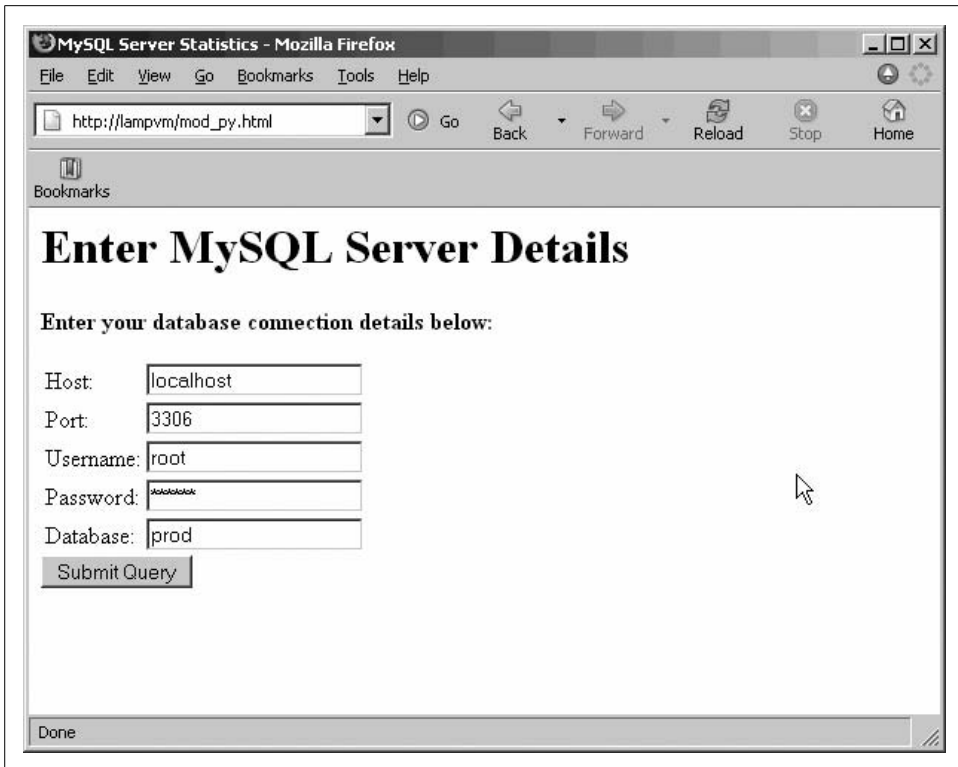 MySQL Server Statistics - Mozilla Firefox
File Edit View Go Bookmarks Tools Help
http://lampvm/mod_py.html Go Back Forward Reload Stop Home
Bookmarks
Enter MySQL Server Details
Enter your database connection details below:
Host: localhost
Port: 3306
Username: root
Password: *******
Database: prod
Submit Query
Done